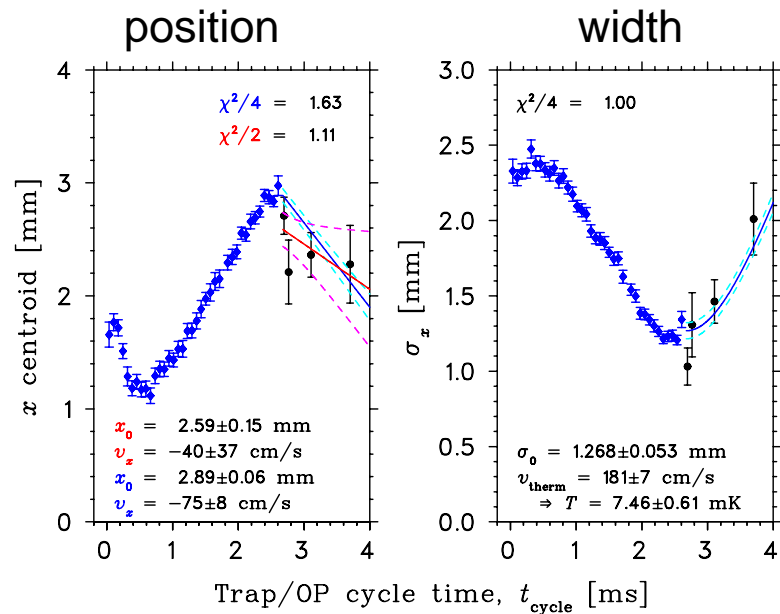 position
width
χ²/4 = 1.63
χ²/2 = 1.11
x₀ = 2.59±0.15 mm
vₓ = −40±37 cm/s
x₀ = 2.89±0.06 mm
vₓ = −75±8 cm/s
x centroid [mm]
4
3
2
1
0
0 1 2 3 4
χ²/4 = 1.00
σ₀ = 1.268±0.053 mm
v_therm = 181±7 cm/s
⇒ T = 7.46±0.61 mK
σₓ [mm]
3.0
2.5
2.0
1.5
1.0
0.5
0.0
0 1 2 3 4
Trap/OP cycle time, t_cycle [ms]